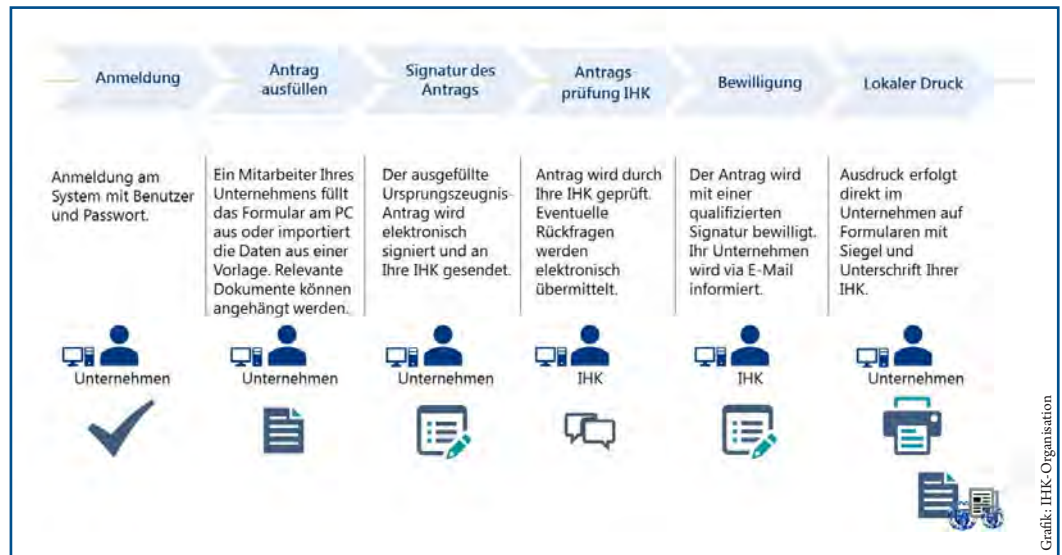 Anmeldung
Antrag
ausfüllen
Signatur des
Antrags
Antrags
prüfung IHK
Bewilligung
Lokaler Druck
Anmeldung am
System mit Benutzer
und Passwort.
Ein Mitarbeiter Ihres
Unternehmens füllt
das Formular am PC
aus oder importiert
die Daten aus einer
Vorlage. Relevante
Dokumente können
angehängt werden.
Der ausgefüllte
Ursprungszeugnis-
Antrag wird
elektronisch
signiert und an
Ihre IHK gesendet.
Antrag wird durch
Ihre IHK geprüft.
Eventuelle
Rückfragen
werden
elektronisch
übermittelt.
Der Antrag wird
mit einer
qualifizierten
Signatur bewilligt.
Ihr Unternehmen
wird via E-Mail
informiert.
Ausdruck erfolgt
direkt im
Unternehmen auf
Formularen mit
Siegel und
Unterschrift Ihrer
IHK.
Unternehmen
Unternehmen
Unternehmen
IHK
IHK
Unternehmen
Grafik: IHK-Organisation